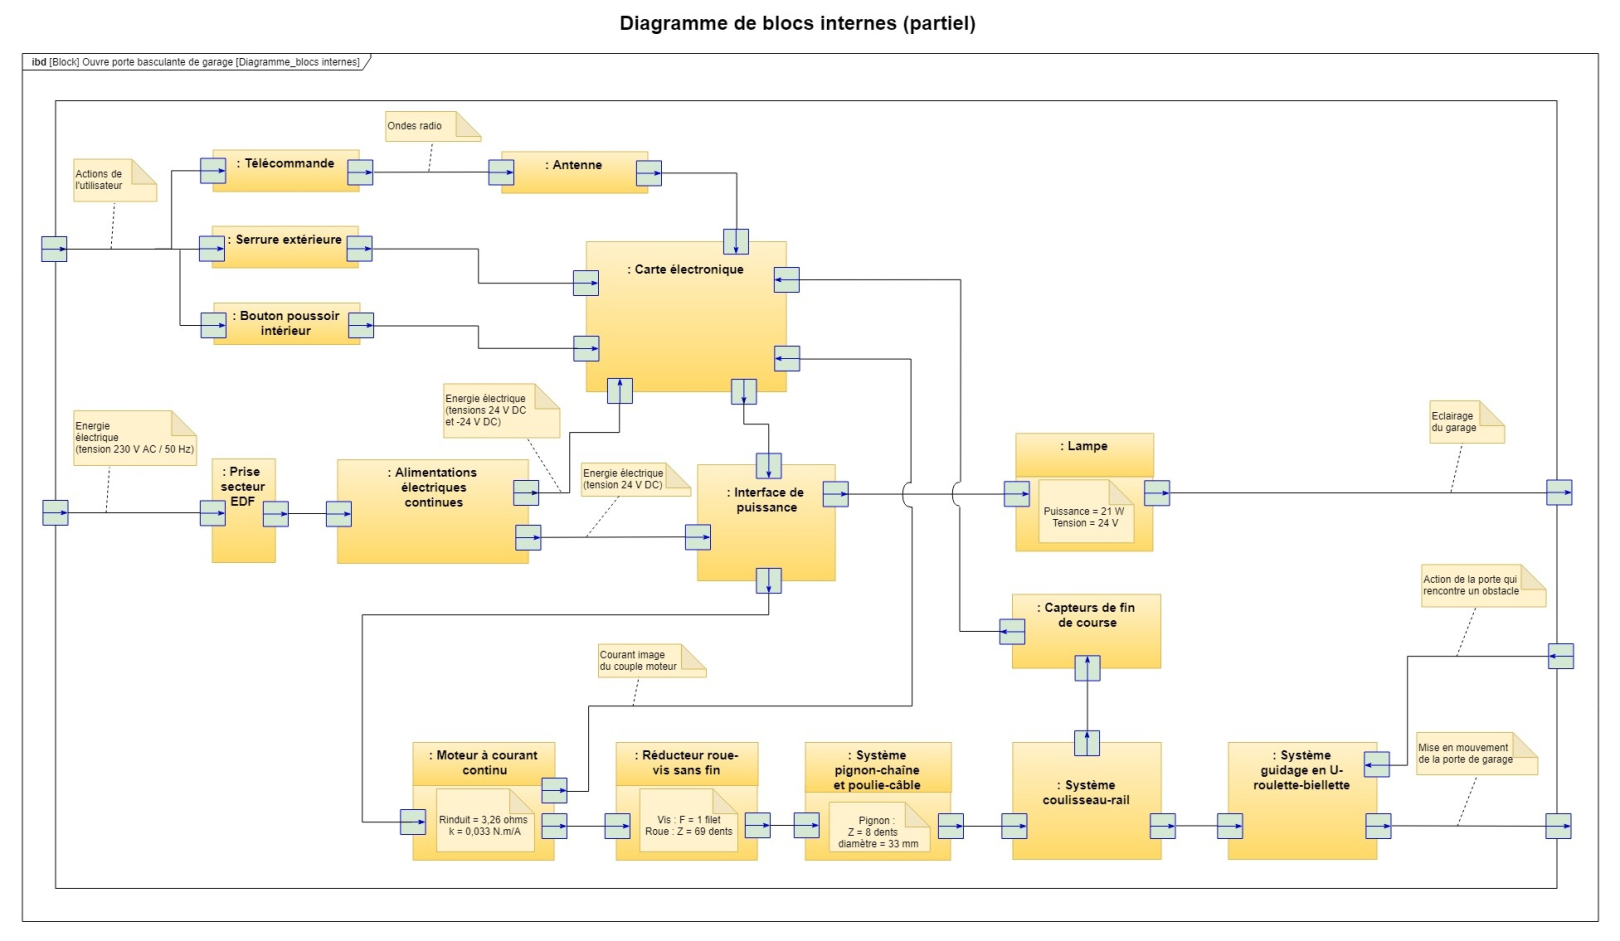 Diagramme de blocs internes (partiel)
ibd [Block] Ouvre porte basculante de garage [Diagramme_blocs internes]
Ondes radio
Actions de
l'utilisateur
: Télécommande
: Antenne
: Serrure extérieure
: Carte électronique
: Bouton poussoir
intérieur
Energie électrique
(tensions 24 V DC
et -24 V DC)
Energie
électrique
(tension 230 V AC / 50 Hz)
Eclairage
du garage
: Prise
secteur
EDF
: Alimentations
électriques
continues
Energie électrique
(tension 24 V DC)
: Interface de
puissance
: Lampe
Puissance = 21 W
Tension = 24 V
Action de la porte qui
rencontre un obstacle
: Capteurs de fin
de course
Courant image
du couple moteur
: Moteur à courant
continu
Rinduit = 3,26 ohms
k = 0,033 N.m/A
: Réducteur roue-
vis sans fin
Vis : F = 1 filet
Roue : Z = 69 dents
: Système
pignon-chaîne
et poulie-câble
Pignon :
Z = 8 dents
diamètre = 33 mm
: Système
coulisseau-rail
: Système
guidage en U-
roulette-biellette
Mise en mouvement
de la porte de garage